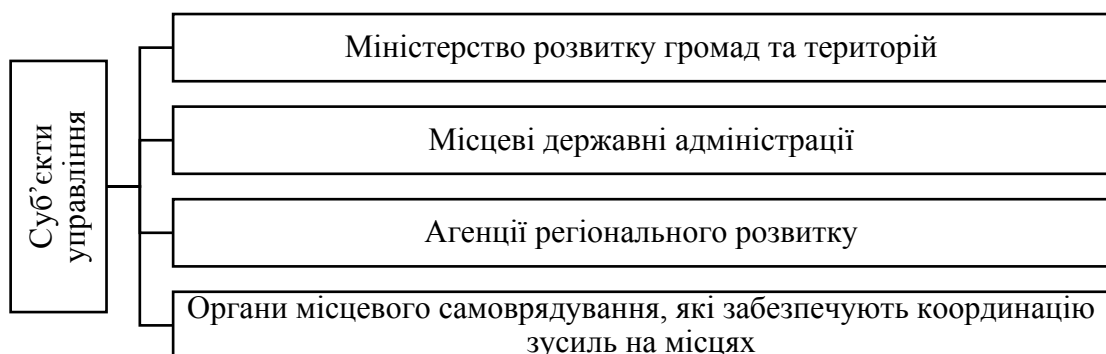 Суб’єкти
управління
Міністерство розвитку громад та територій
Місцеві державні адміністрації
Агенції регіонального розвитку
Органи місцевого самоврядування, які забезпечують координацію
зусиль на місцях